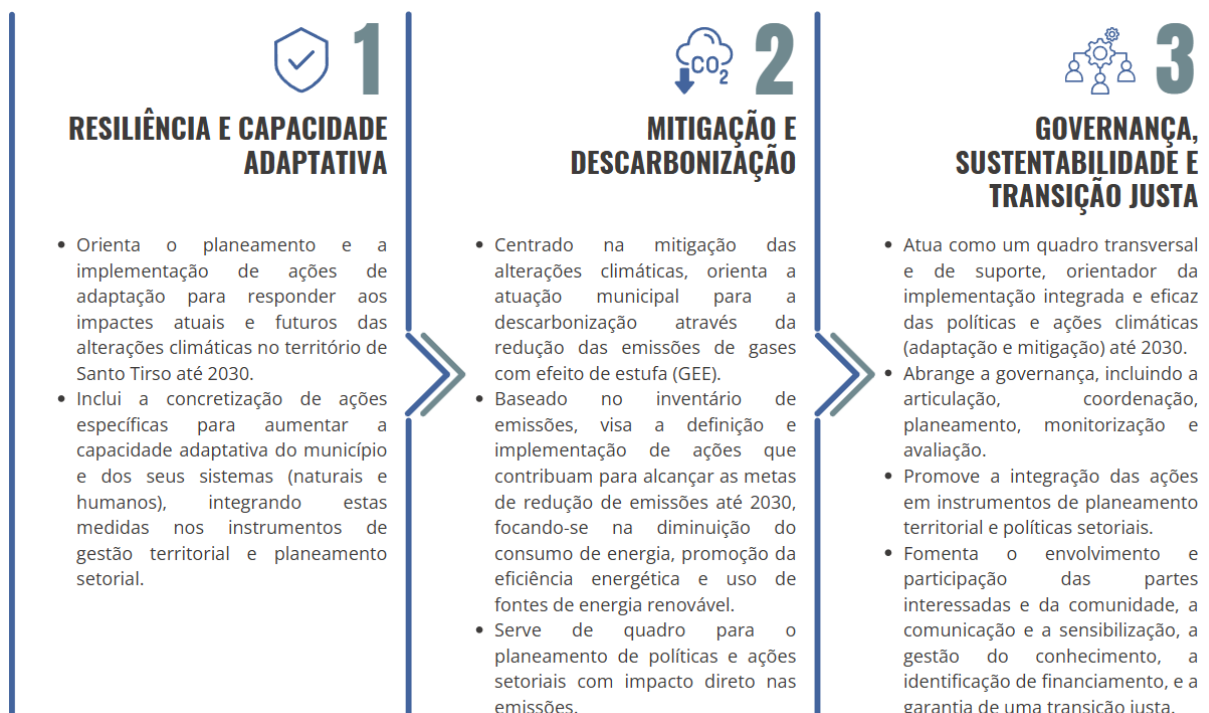 1
RESILIÊNCIA E CAPACIDADE
ADAPTATIVA
• Orienta o planeamento e a
implementação de ações de
adaptação para responder aos
impactes atuais e futuros das
alterações climáticas no território de
Santo Tirso até 2030.
• Inclui a concretização de ações
específicas para aumentar a
capacidade adaptativa do município
e dos seus sistemas (naturais e
humanos), integrando estas
medidas nos instrumentos de
gestão territorial e planeamento
setorial.
CO2
2
MITIGAÇÃO E
DESCARBONIZAÇÃO
• Centrado na mitigação das
alterações climáticas, orienta a
atuação municipal para a
descarbonização através da
redução das emissões de gases
com efeito de estufa (GEE).
• Baseado no inventário de
emissões, visa a definição e
implementação de ações que
contribuam para alcançar as metas
de redução de emissões até 2030,
focando-se na diminuição do
consumo de energia, promoção da
eficiência energética e uso de
fontes de energia renovável.
• Serve de quadro para o
planeamento de políticas e ações
setoriais com impacto direto nas
emissões.
3
GOVERNANÇA,
SUSTENTABILIDADE E
TRANSIÇÃO JUSTA
• Atua como um quadro transversal
e de suporte, orientador da
implementação integrada e eficaz
das políticas e ações climáticas
(adaptação e mitigação) até 2030.
• Abrange a governança, incluindo a
articulação, coordenação,
planeamento, monitorização e
avaliação.
• Promove a integração das ações
em instrumentos de planeamento
territorial e políticas setoriais.
• Fomenta o envolvimento e
participação das partes
interessadas e da comunidade, a
comunicação e a sensibilização, a
gestão do conhecimento, a
identificação de financiamento, e a
garantia de uma transição justa.